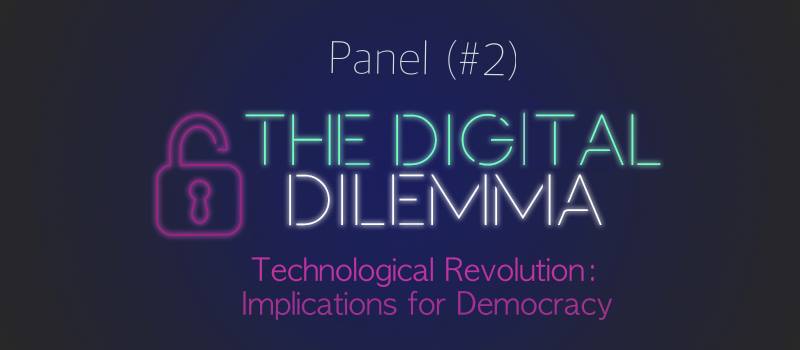 Panel (#2)
THE DIGITAL
DILEMMA
Technological Revolution:
Implications for Democracy